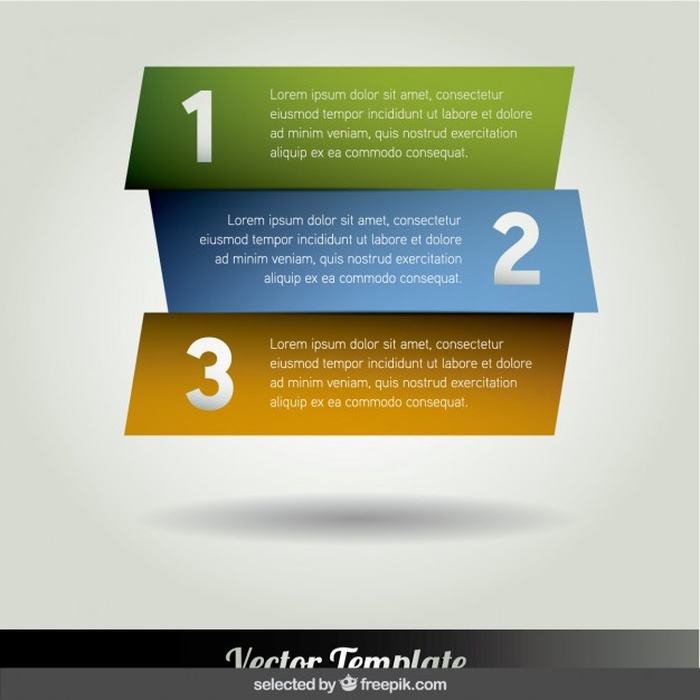 1
Lorem ipsum dolor sit amet, consectetur
eiusmod tempor incididunt ut labore et dolore
ad minim veniam, quis nostrud exercitation
aliquip ex ea commodo consequat.
Lorem ipsum dolor sit amet, consectetur
eiusmod tempor incididunt ut labore et dolore
ad minim veniam, quis nostrud exercitation
aliquip ex ea commodo consequat.
2
3
Lorem ipsum dolor sit amet, consectetur
eiusmod tempor incididunt ut labore et dolore
ad minim veniam, quis nostrud exercitation
aliquip ex ea commodo consequat.
Vector Template
selected by freepik.com